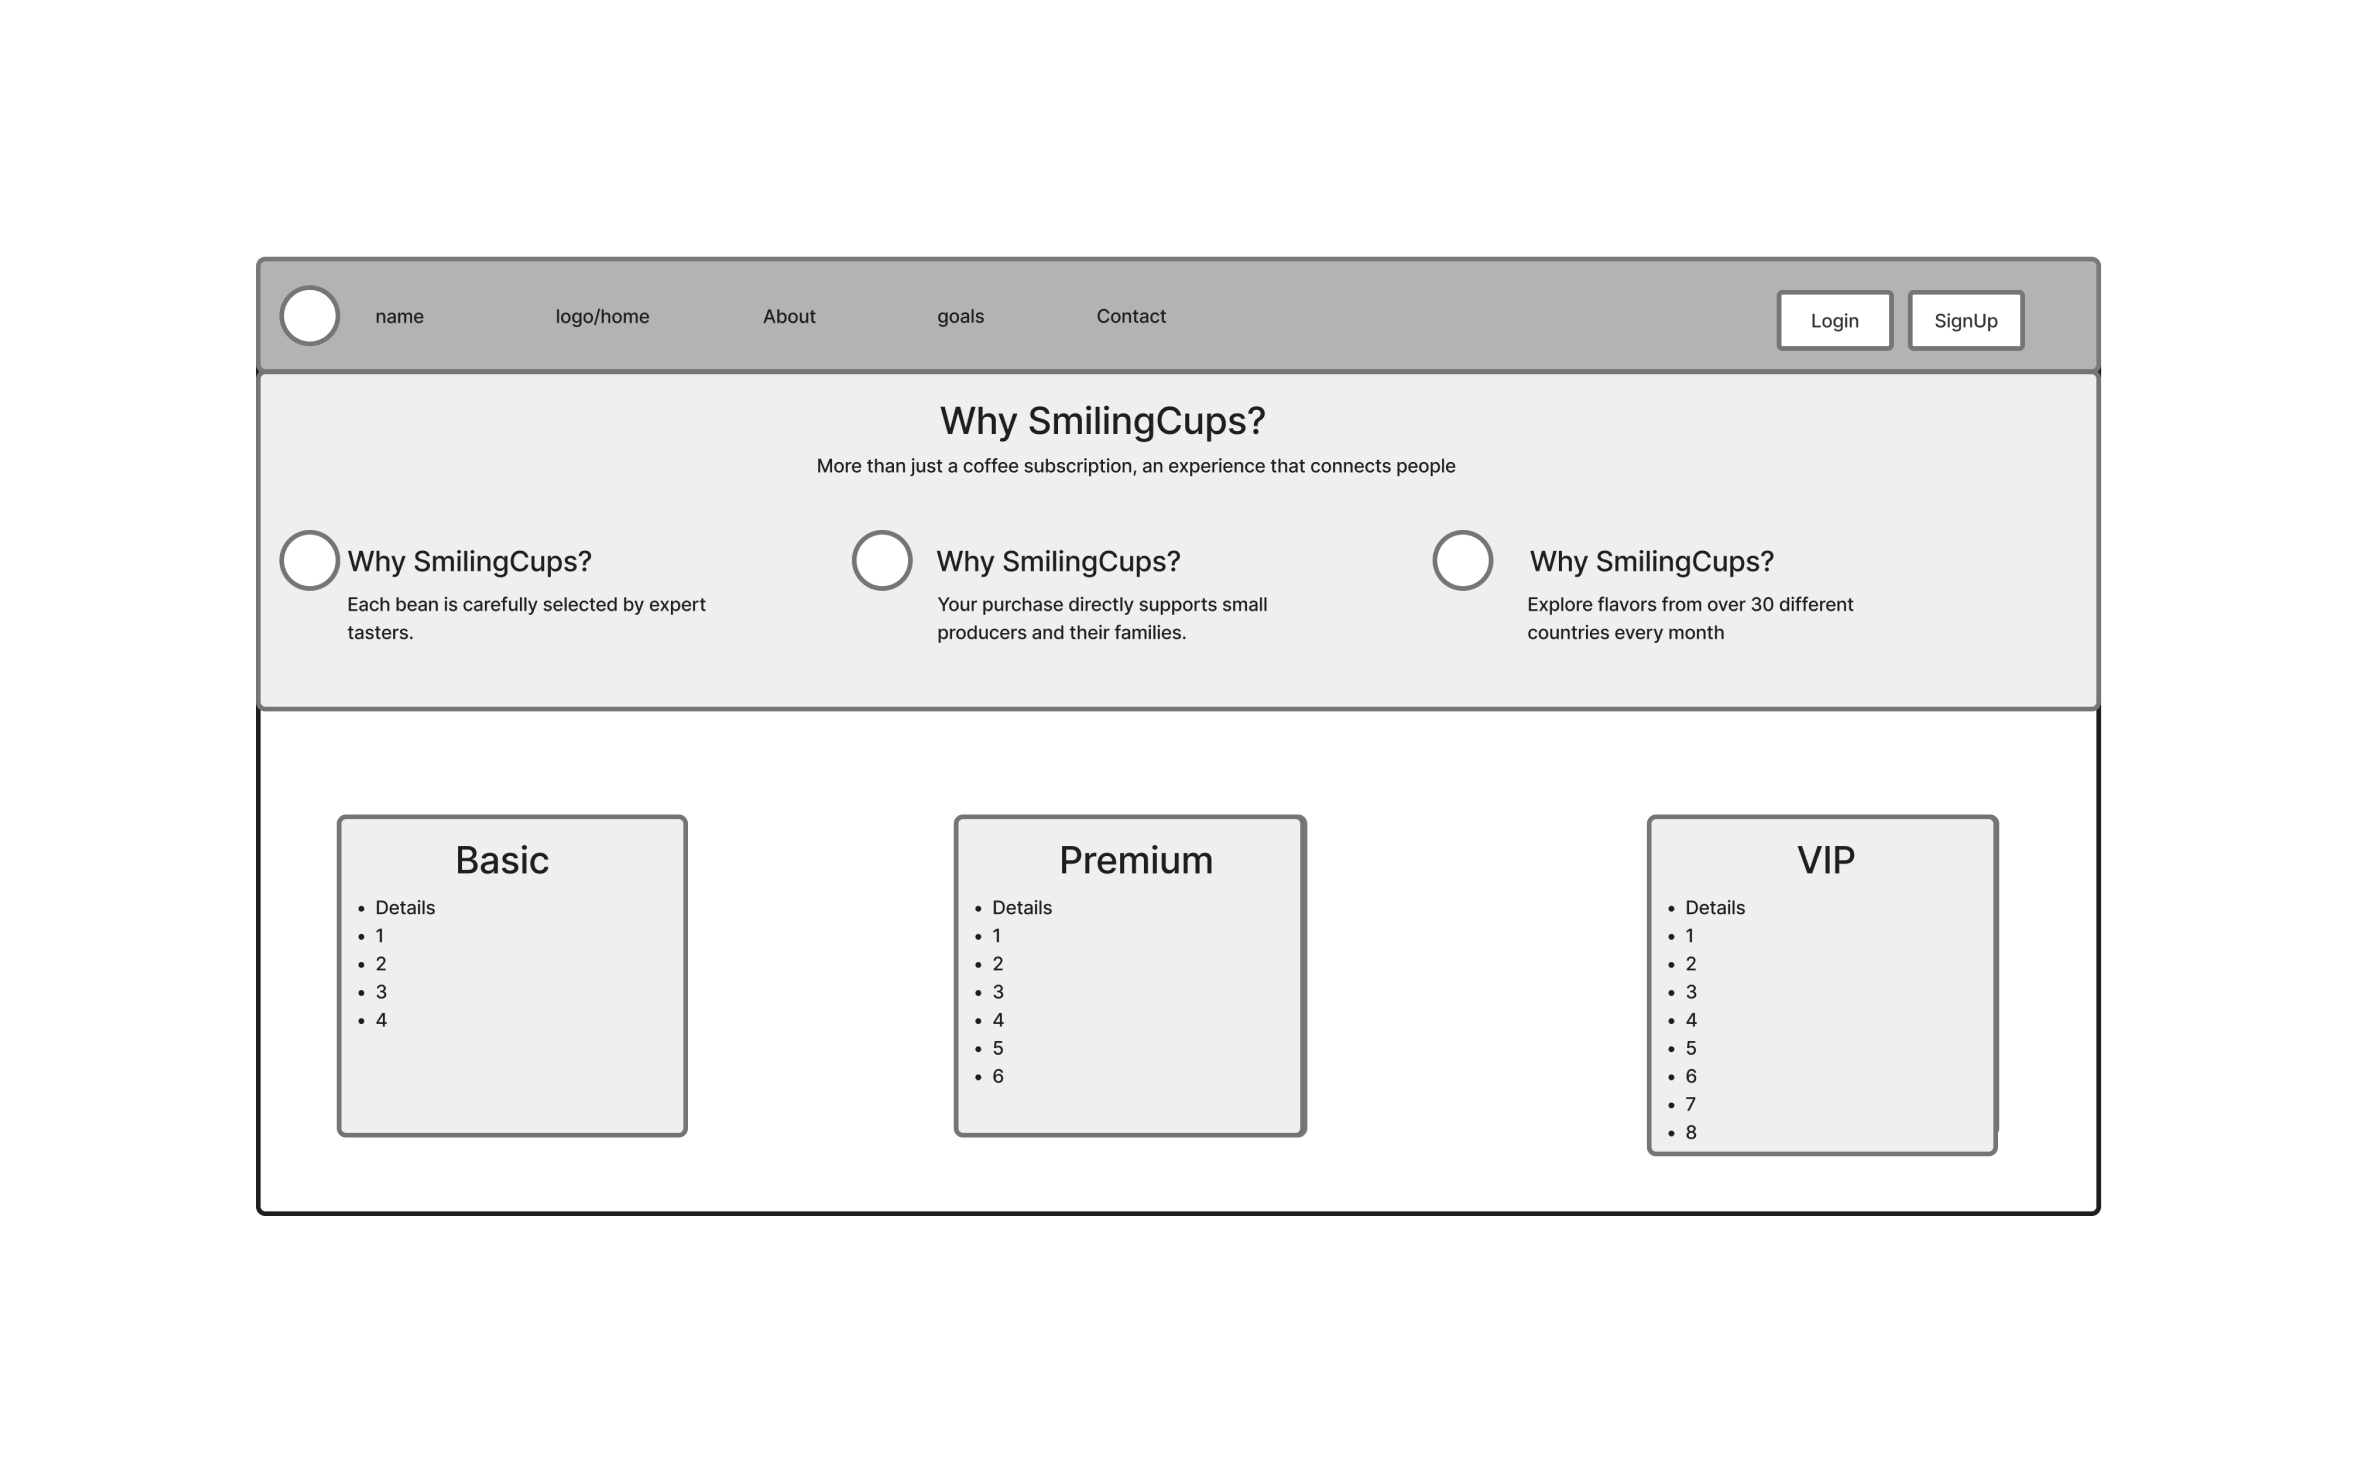 name
logo/home
About
goals
Contact
Login
SignUp
Why SmilingCups?
More than just a coffee subscription, an experience that connects people
Why SmilingCups?
Each bean is carefully selected by expert
tasters.
Why SmilingCups?
Your purchase directly supports small
producers and their families.
Why SmilingCups?
Explore flavors from over 30 different
countries every month
Basic
• Details
• 1
• 2
• 3
• 4
Premium
• Details
• 1
• 2
• 3
• 4
• 5
• 6
VIP
• Details
• 1
• 2
• 3
• 4
• 5
• 6
• 7
• 8